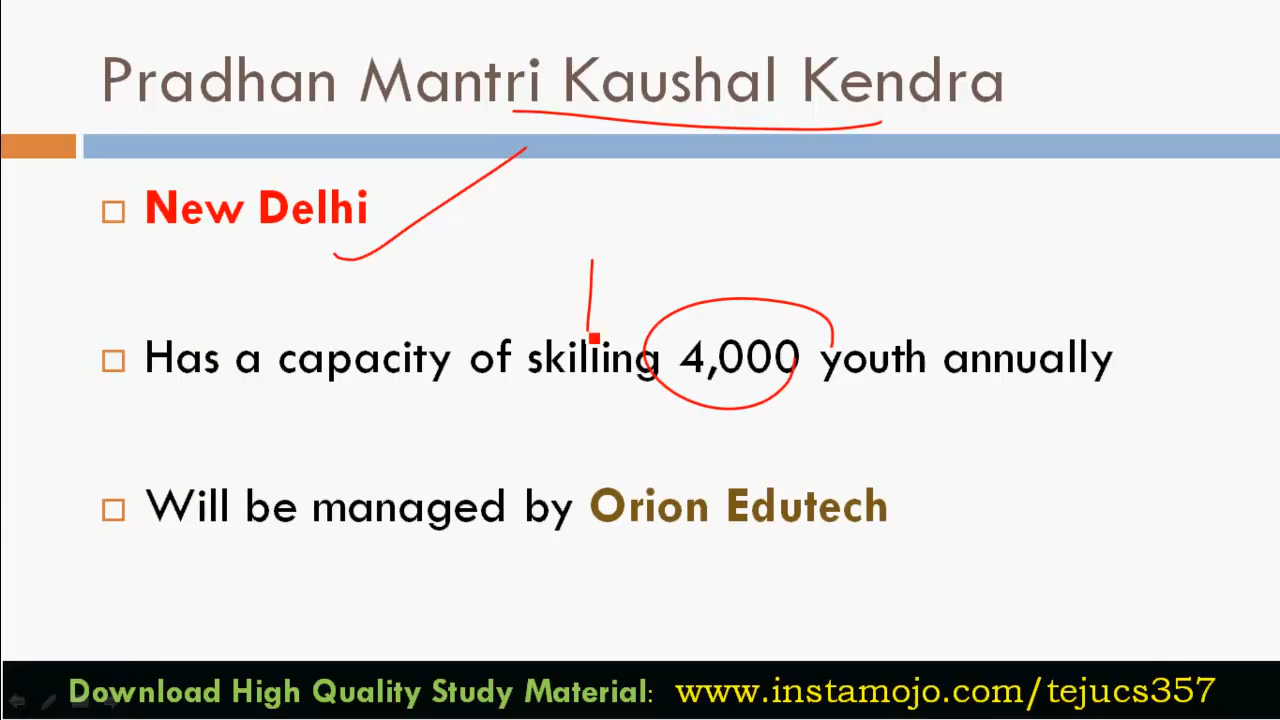 Pradhan Mantri Kaushal Kendra
New Delhi
Has a capacity of skilling 4,000 youth annually
Will be managed by Orion Edutech
Download High Quality Study Material: www.instamojo.com/tejucs357